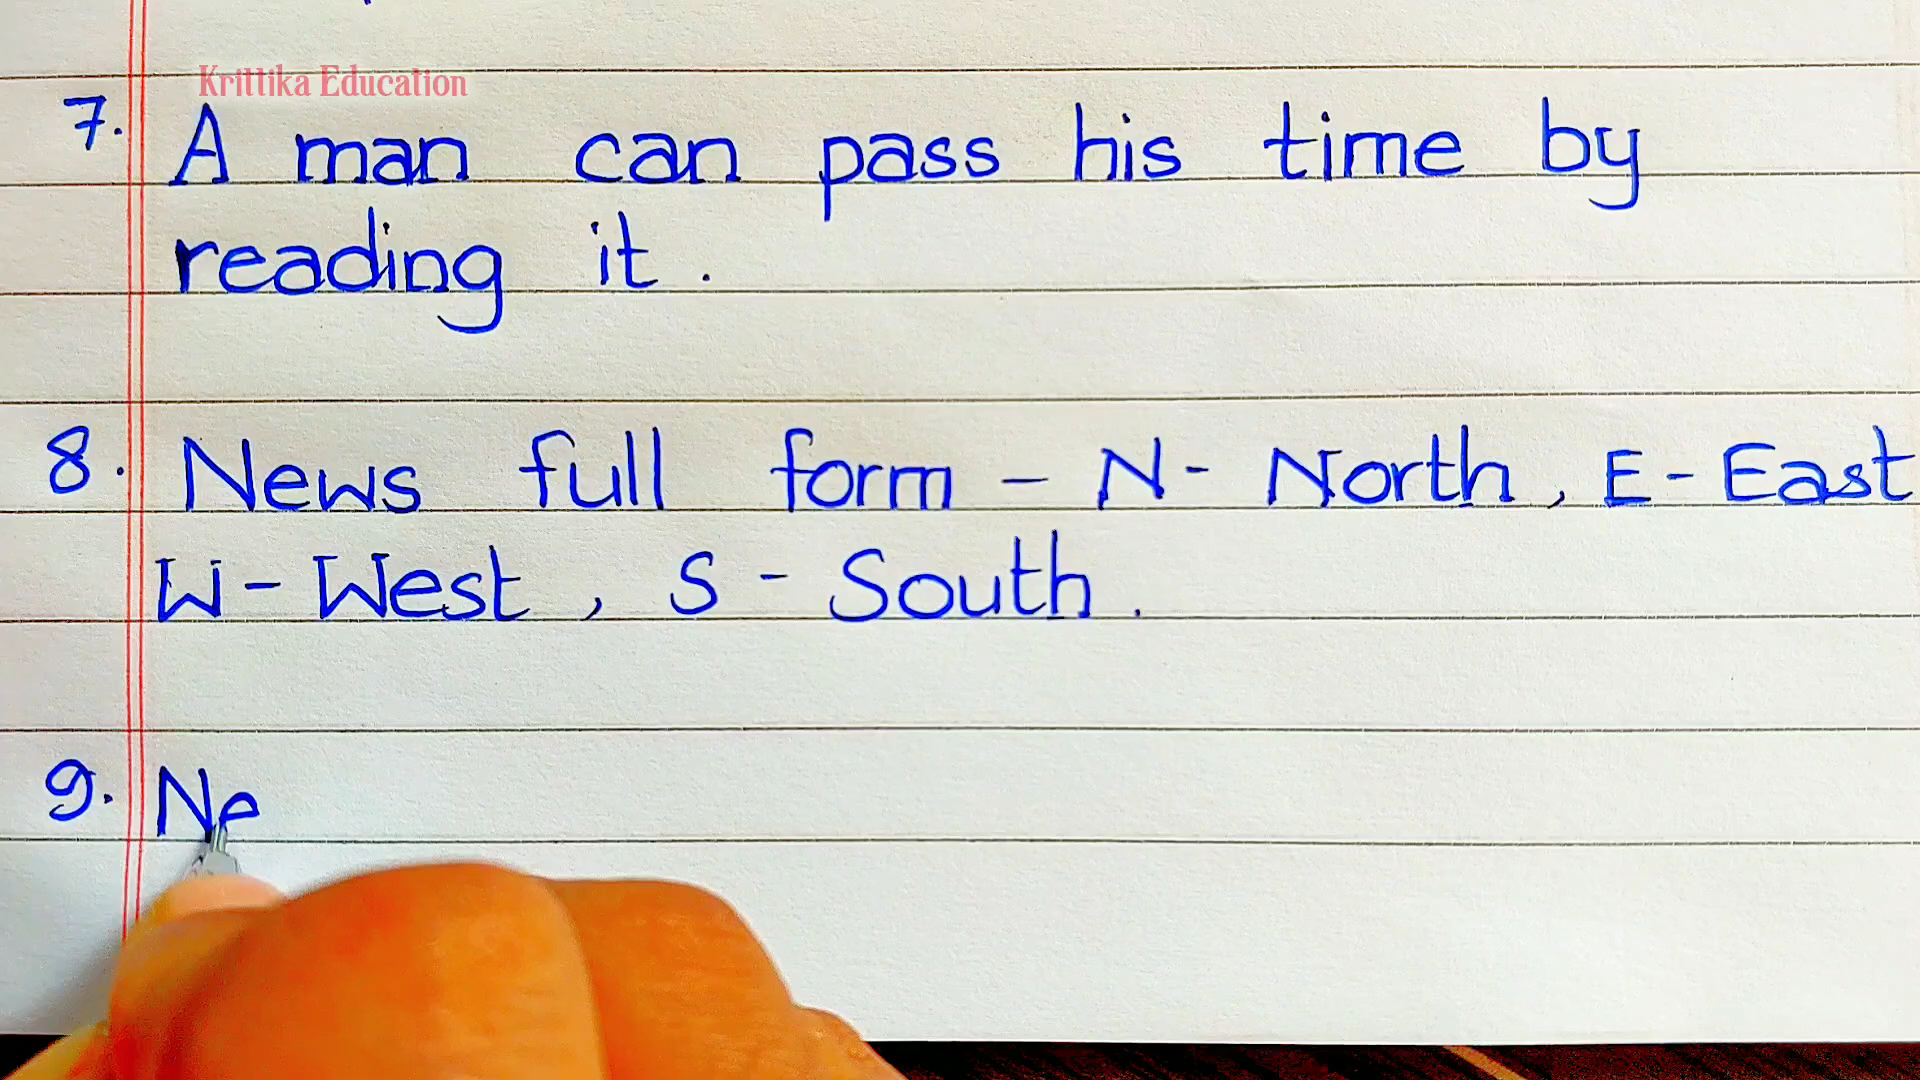 Krittika Education
7. A man can pass his time by
reading it.
8. News full form - N- North, E-East
W-West, S - South.
9. Ne